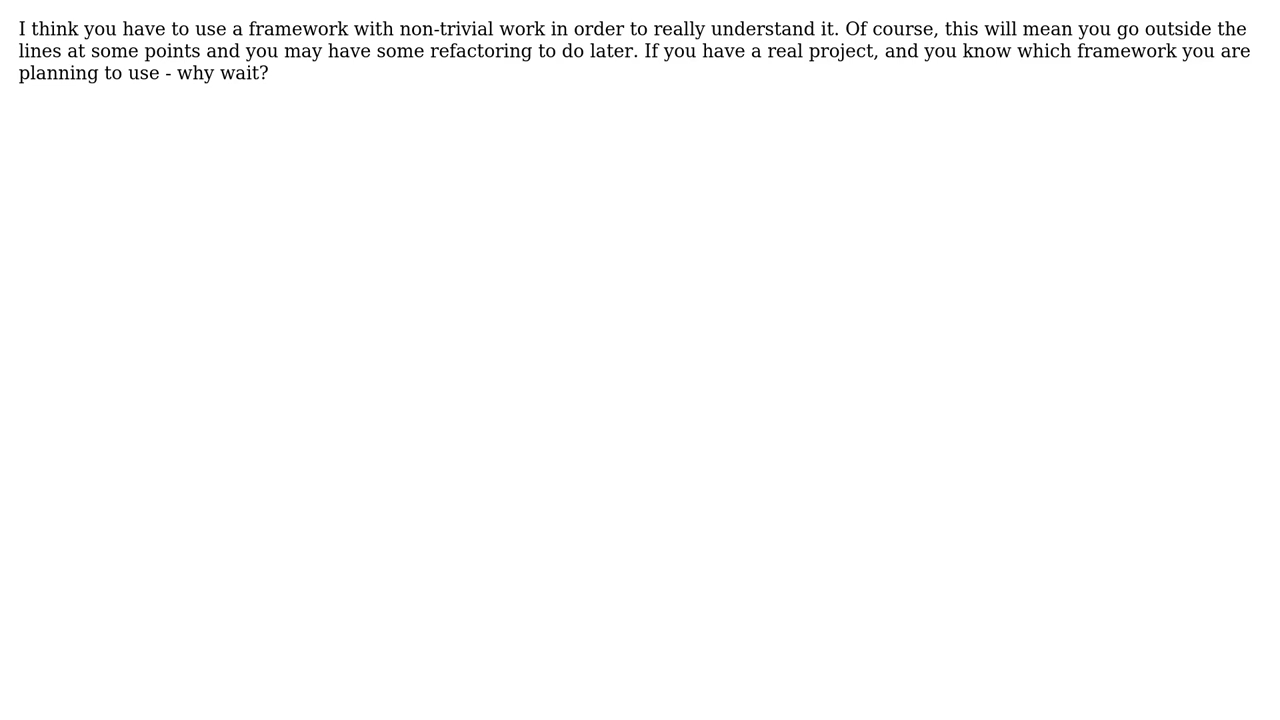 I think you have to use a framework with non-trivial work in order to really understand it. Of course, this will mean you go outside the
lines at some points and you may have some refactoring to do later. If you have a real project, and you know which framework you are
planning to use - why wait?